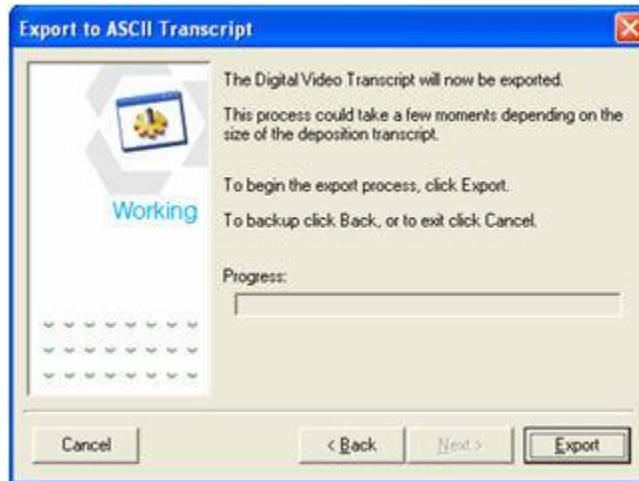 Export to ASCII Transcript
The Digital Video Transcript will now be exported.
This process could take a few moments depending on the
size of the deposition transcript.
To begin the export process, click Export.
Working
To backup click Back, or to exit click Cancel.
Progress:
Cancel
< Back
Next >
Export